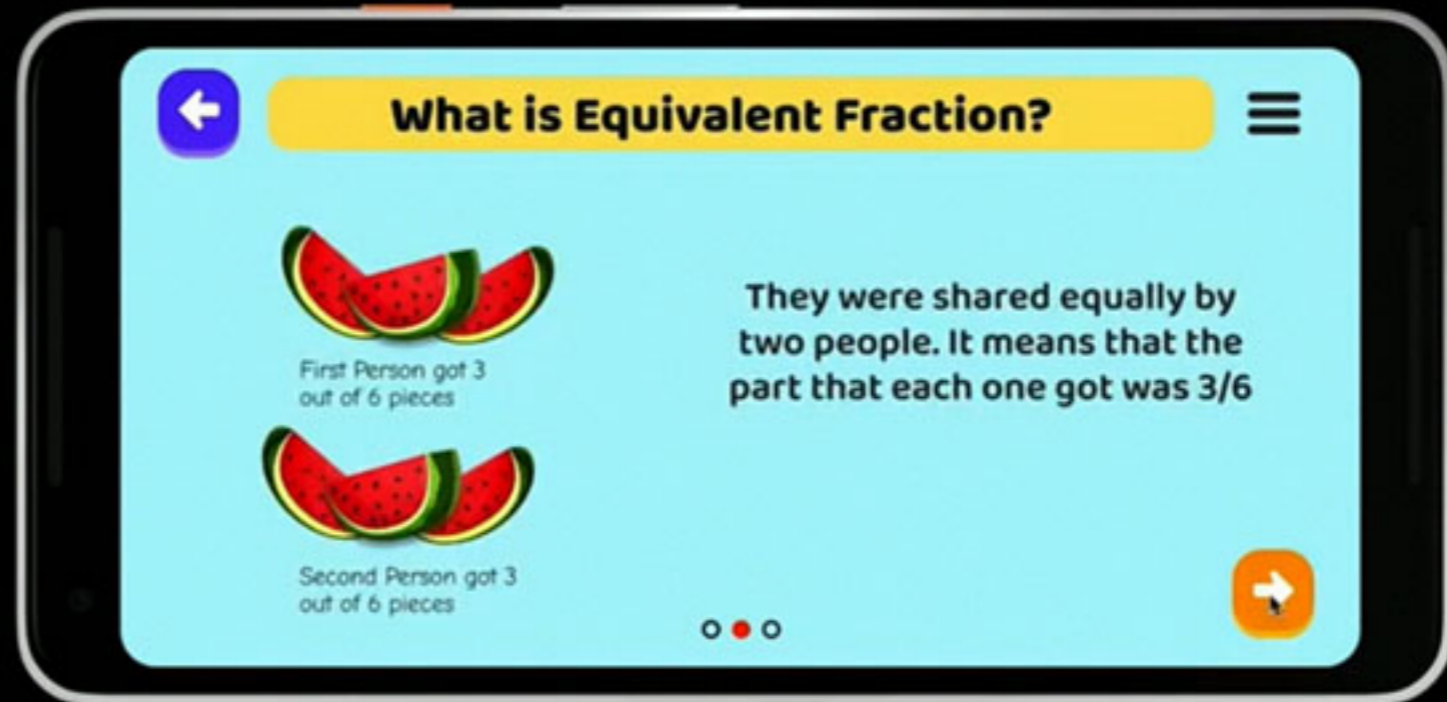 What is Equivalent Fraction?
First Person got 3
out of 6 pieces
Second Person got 3
out of 6 pieces
They were shared equally by
two people. It means that the
part that each one got was 3/6